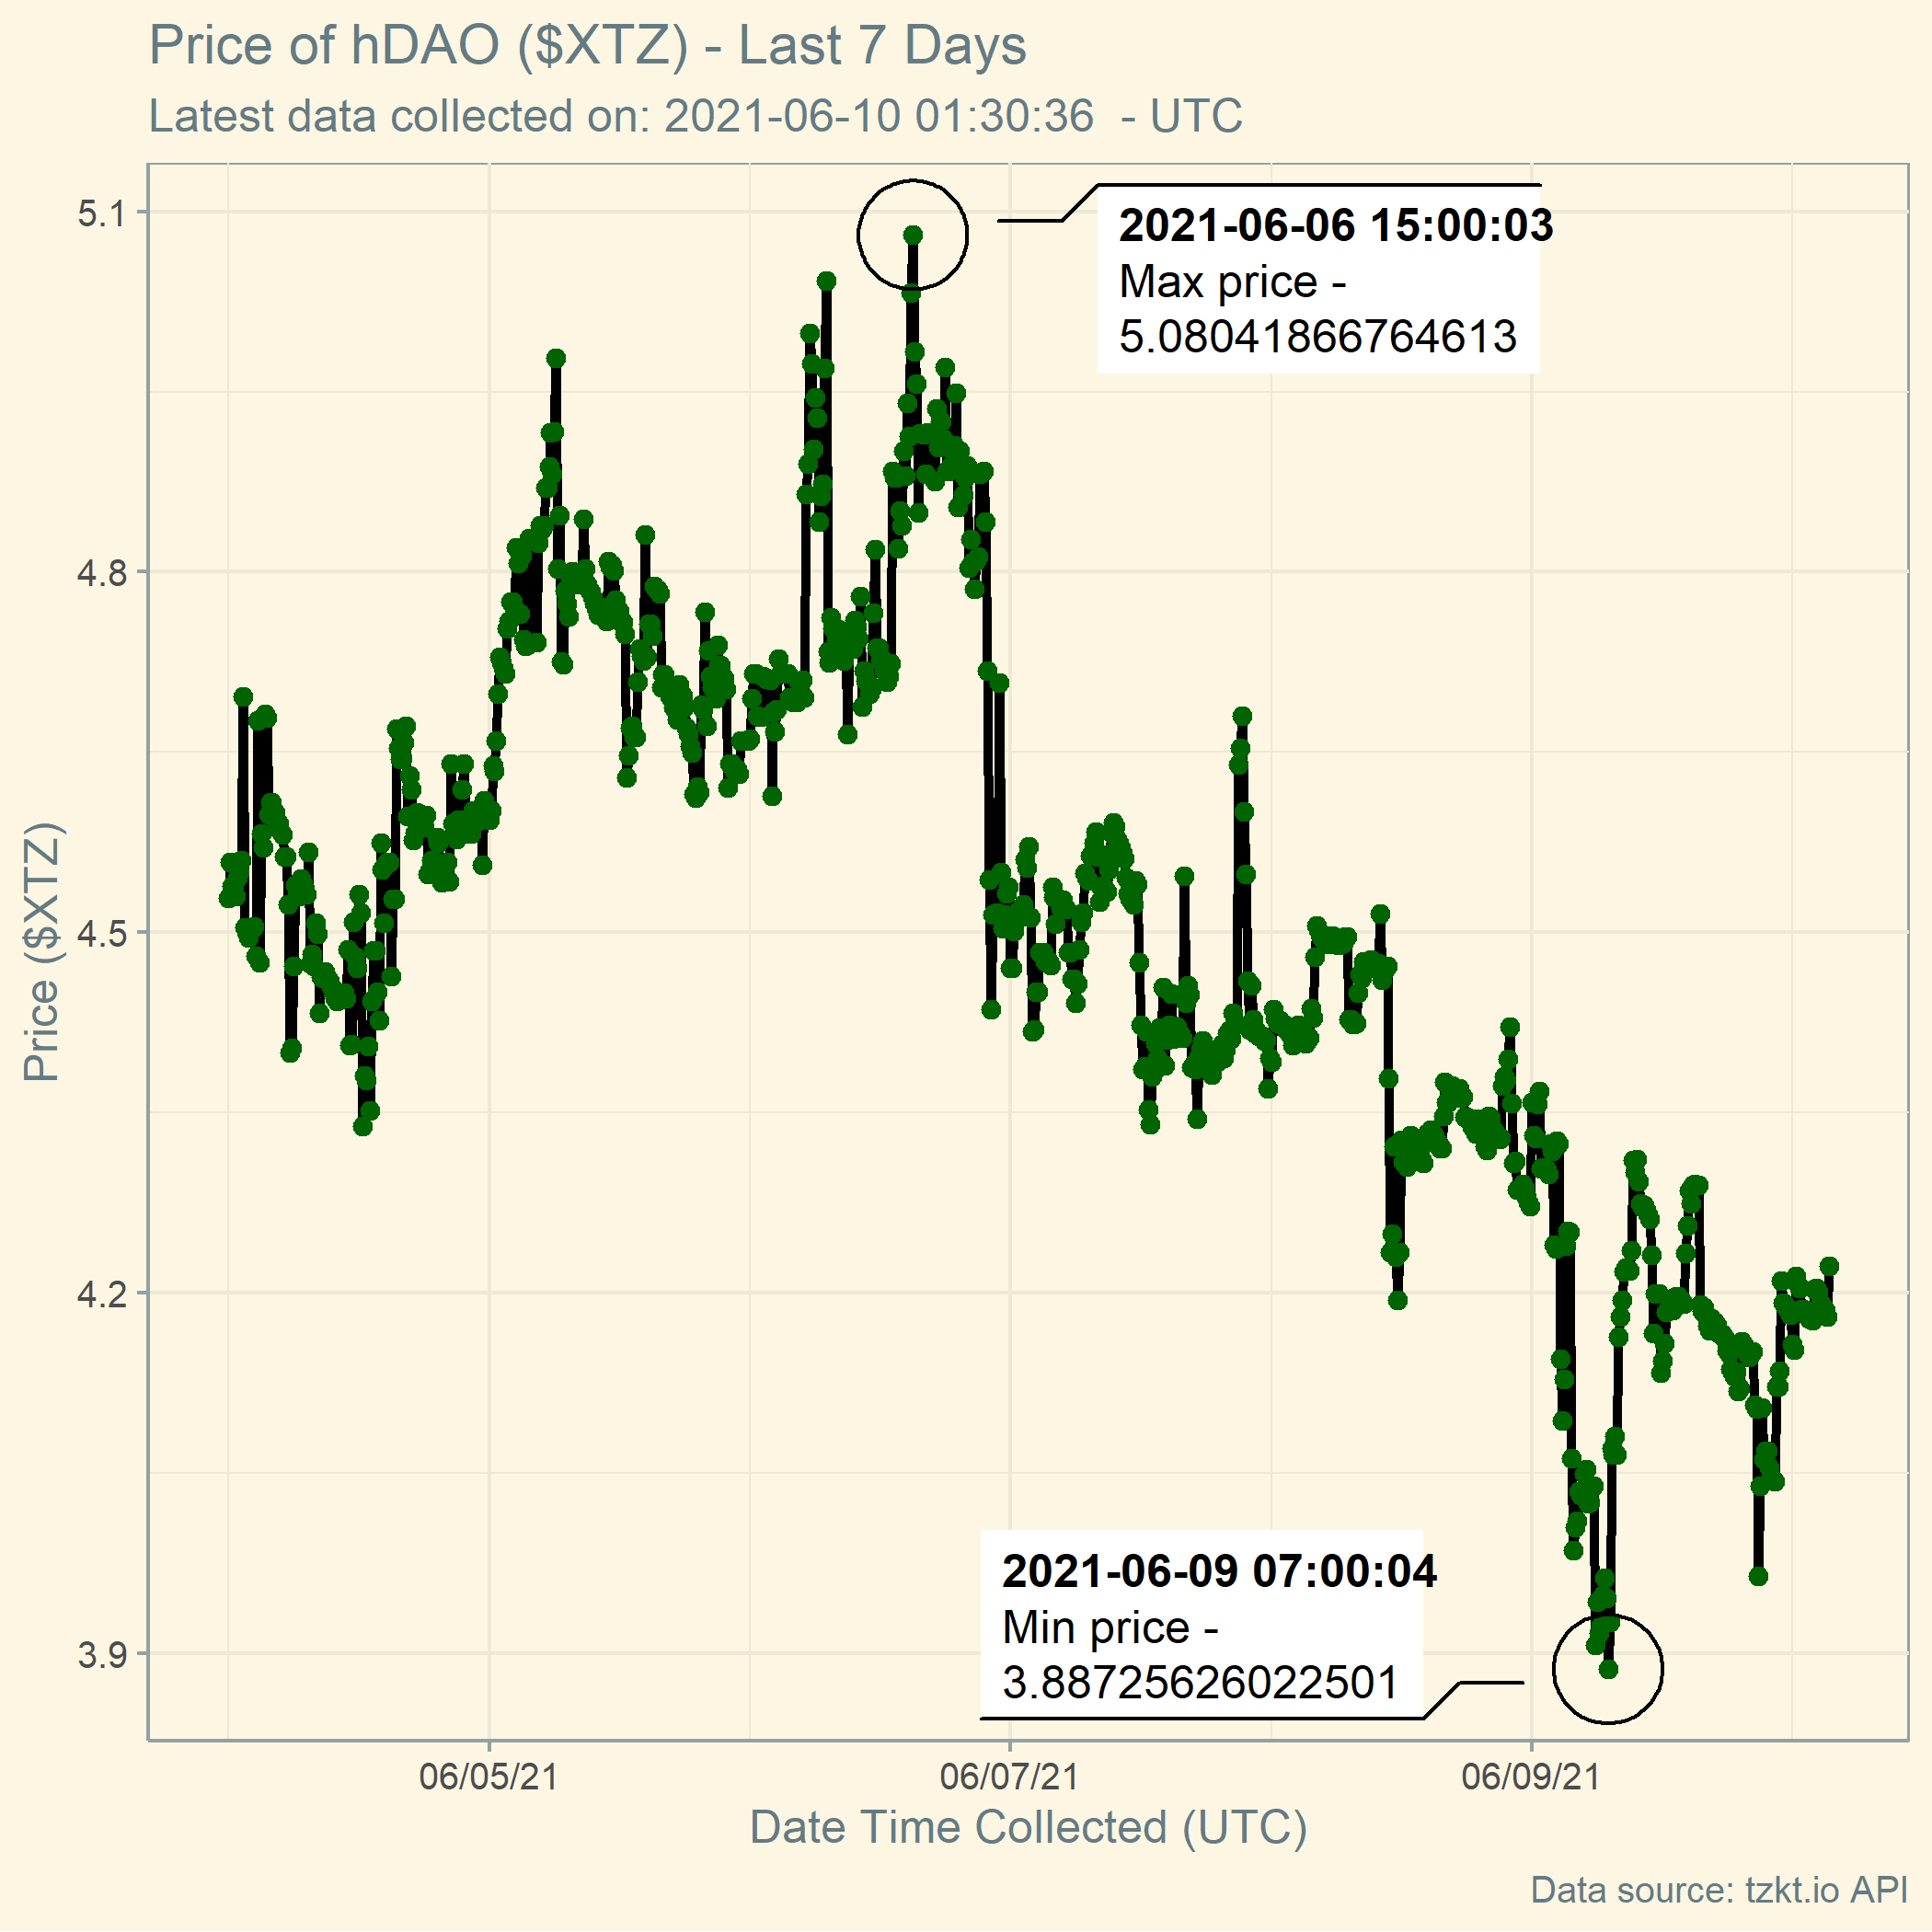 Price of hDAO ($XTZ) - Last 7 Days
Latest data collected on: 2021-06-10 01:30:36  - UTC
5.1
4.8
4.5
4.2
3.9
Price ($XTZ)
2021-06-06 15:00:03
Max price -
5.08041866764613
2021-06-09 07:00:04
Min price -
3.88725626022501
06/05/21
06/07/21
06/09/21
Date Time Collected (UTC)
Data source: tzkt.io API